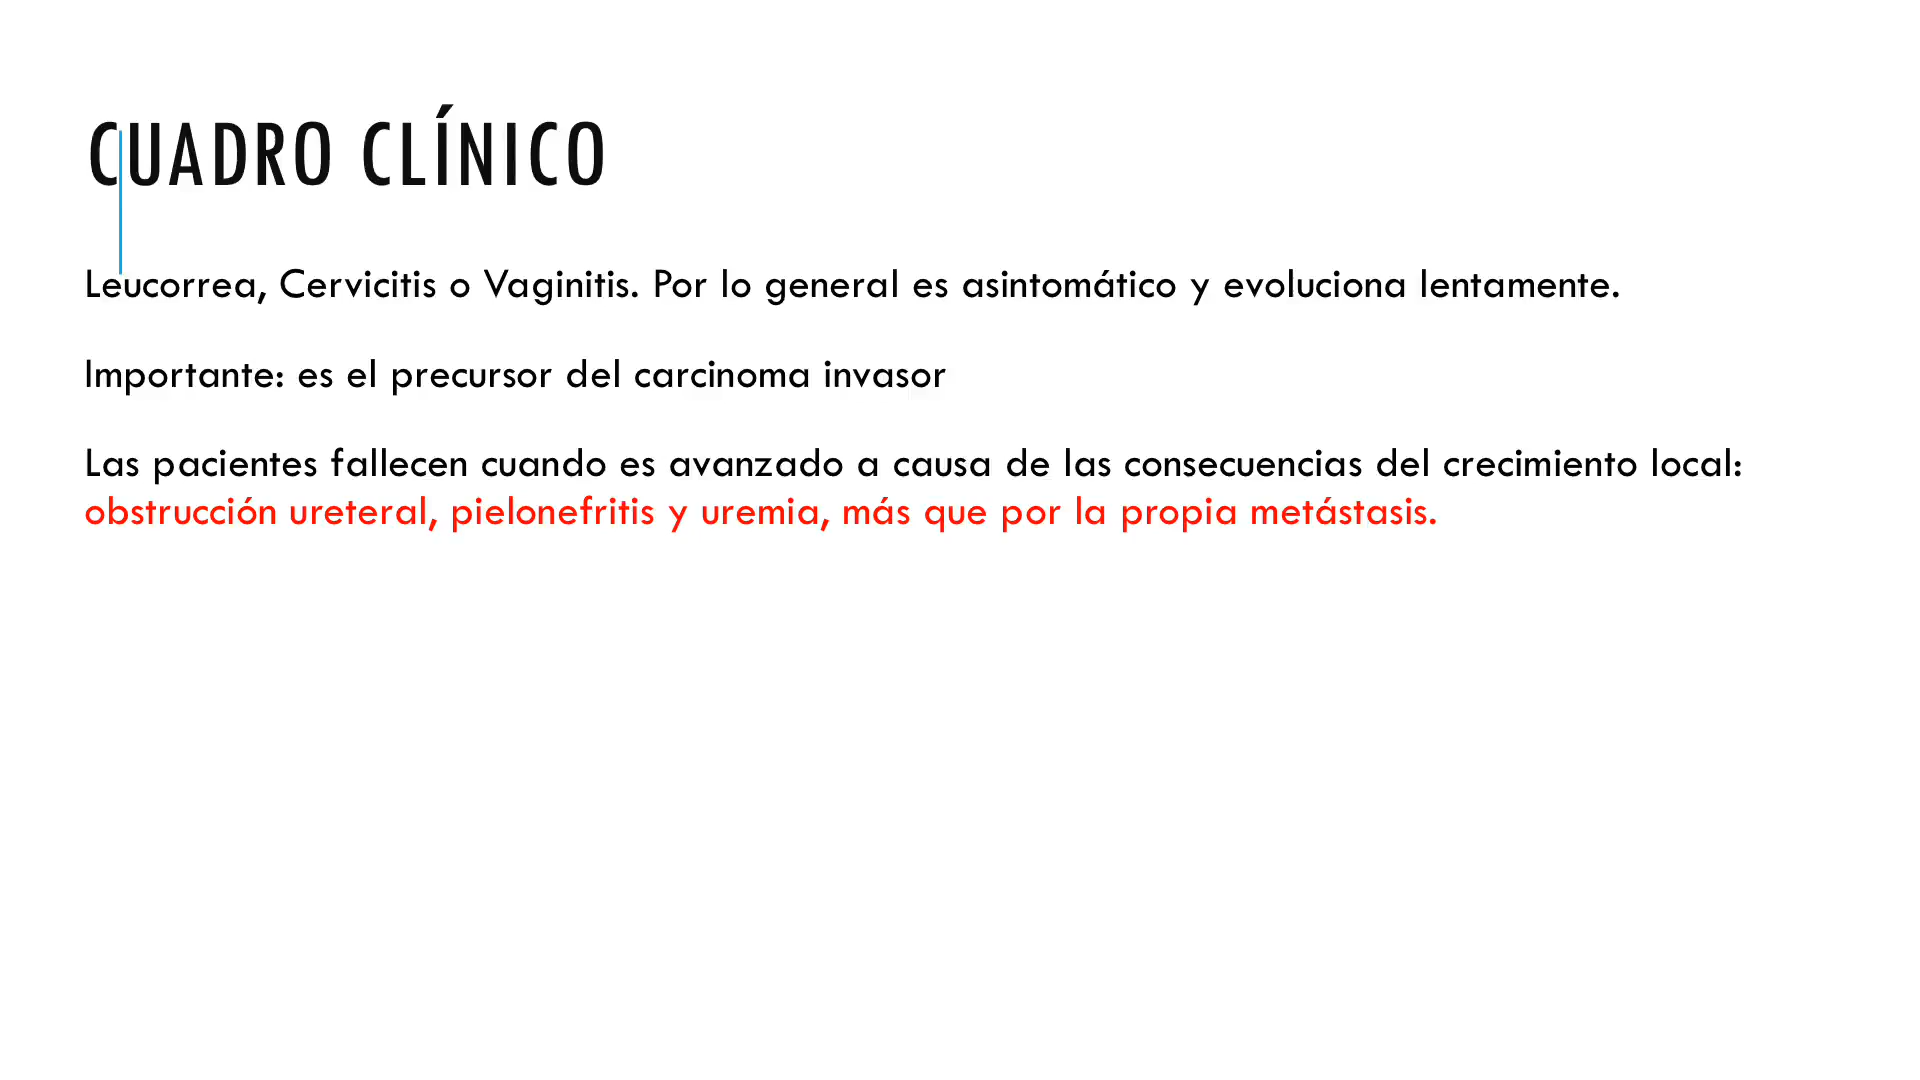 CUADRO CLÍNICO
Leucorrea, Cervicitis o Vaginitis. Por lo general es asintomático y evoluciona lentamente.
Importante: es el precursor del carcinoma invasor
Las pacientes fallecen cuando es avanzado a causa de las consecuencias del crecimiento local:
obstrucción ureteral, pielonefritis y uremia, más que por la propia metástasis.